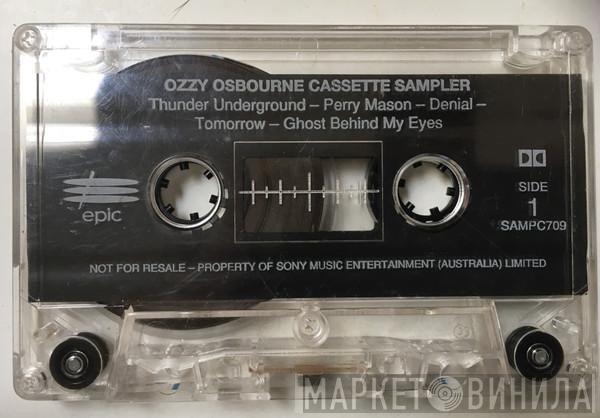 OZZY OSBOURNE CASSETTE SAMPLER
Thunder Underground – Perry Mason – Denial –
Tomorrow – Ghost Behind My Eyes
epic
SIDE
1
SAMPC709
NOT FOR RESALE – PROPERTY OF SONY MUSIC ENTERTAINMENT (AUSTRALIA) LIMITED
МАРКЕТ ВИНИЛА